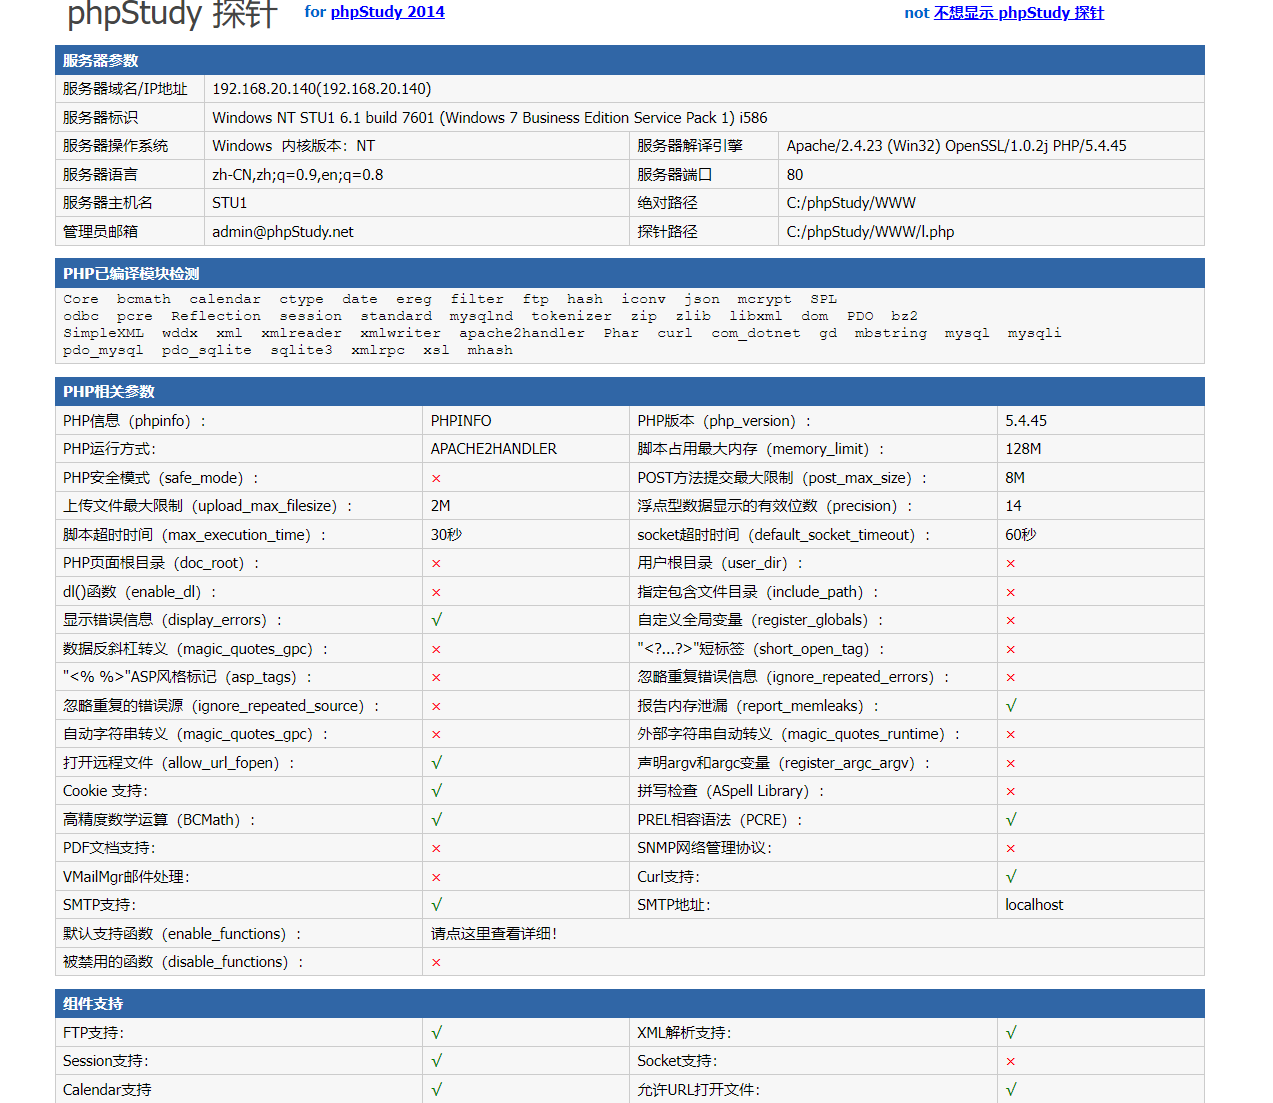 phpStudy 探针 for phpStudy 2014 not 不想显示 phpStudy 探针
服务器参数
服务器域名/IP地址 192.168.20.140(192.168.20.140)
服务器标识 Windows NT STU1 6.1 build 7601 (Windows 7 Business Edition Service Pack 1) i586
服务器操作系统 Windows 内核版本：NT 服务器解译引擎 Apache/2.4.23 (Win32) OpenSSL/1.0.2j PHP/5.4.45
服务器语言 zh-CN,zh;q=0.9,en;q=0.8 服务器端口 80
服务器主机名 STU1 绝对路径 C:/phpStudy/WWW
管理员邮箱 admin@phpStudy.net 探针路径 C:/phpStudy/WWW/l.php
PHP已编译模块检测
Core bcmath calendar ctype date ereg filter ftp hash iconv json mcrypt SPL
odbc pcre Reflection session standard mysqlnd tokenizer zip zlib libxml dom PDO bz2
SimpleXML wddx xml xmlreader xmlwriter apache2handler Phar curl com_dotnet gd mbstring mysql mysqli
pdo_mysql pdo_sqlite sqlite3 xmlrpc xsl mhash
PHP相关参数
PHP信息（phpinfo）： PHPINFO PHP版本（php_version）： 5.4.45
PHP运行方式： APACHE2HANDLER 脚本占用最大内存（memory_limit）： 128M
PHP安全模式（safe_mode）： × POST方法提交最大限制（post_max_size）： 8M
上传文件最大限制（upload_max_filesize）： 2M 浮点型数据显示的有效位数（precision）： 14
脚本超时时间（max_execution_time）： 30秒 socket超时时间（default_socket_timeout）： 60秒
PHP页面根目录（doc_root）： × 用户根目录（user_dir）： ×
dl()函数（enable_dl）： × 指定包含文件目录（include_path）： ×
显示错误信息（display_errors）： √ 自定义全局变量（register_globals）： ×
数据反斜杠转义（magic_quotes_gpc）： × "<?...?>"短标签（short_open_tag）： ×
"<% %>"ASP风格标记（asp_tags）： × 忽略重复错误信息（ignore_repeated_errors）： ×
忽略重复的错误源（ignore_repeated_source）： × 报告内存泄漏（report_memleaks）： √
自动字符串转义（magic_quotes_gpc）： × 外部字符串自动转义（magic_quotes_runtime）： ×
打开远程文件（allow_url_fopen）： √ 声明argv和argc变量（register_argc_argv）： ×
Cookie 支持： √ 拼写检查（ASpell Library）： ×
高精度数学运算（BCMath）： √ PREL相容语法（PCRE）： √
PDF文档支持： × SNMP网络管理协议： ×
VMailMgr邮件处理： × Curl支持： √
SMTP支持： √ SMTP地址： localhost
默认支持函数（enable_functions）： 请点这里查看详细！
被禁用的函数（disable_functions）： ×
组件支持
FTP支持： √ XML解析支持： √
Session支持： √ Socket支持： ×
Calendar支持 √ 允许URL打开文件： √